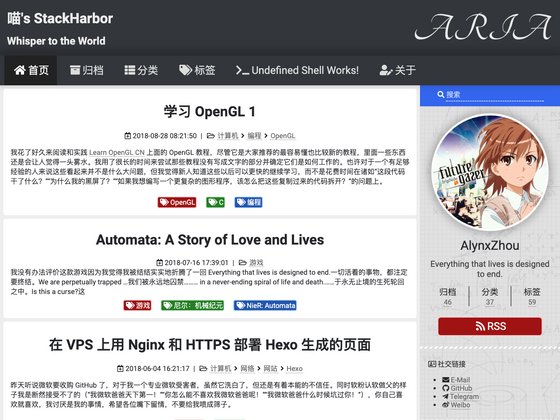 喵's StackHarbor
ARIA
Whisper to the World
首页
归档
分类
标签
Undefined Shell Works!
关于
学习 OpenGL 1
2018-08-28 08:21:50 | 计算机 > 编程 > OpenGL
我花了好久来阅读和实践 Learn OpenGL CN 上面的 OpenGL 教程，尽管它是大家推荐的最容易懂也比较新的教程，里面一些东西
还是会让人觉得一头雾水。我用了很长的时间来尝试那些教程没有写成文字的部分并确定它们是如何工作的。也许对于一个有足够
经验的人来说这些看起来并不是什么大问题，但我觉得新人知道这些以后可以更快的继续学习，而不是花费时间在诸如"这段代码
干了什么？""为什么我的黑屏了？""如果我想编写一个更复杂的图形程序，该怎么把这些复制过来的代码拆开？"的问题上。
OpenGL
C
编程
Automata: A Story of Love and Lives
2018-07-16 17:39:01 | 游戏
我没有办法评价这款游戏因为我觉得我被结结实实地折腾了一回 Everything that lives is designed to end.一切活着的事物，都注定
要终结。We are perpetually trapped ...我们被永远地囚禁……… in a never-ending spiral of life and death……于永无止境的生死轮回
之中。Is this a curse?这
游戏
尼尔：机械纪元
NieR: Automata
在 VPS 上用 Nginx 和 HTTPS 部署 Hexo 生成的页面
2018-06-04 16:21:17 | 计算机 > 网络 > 网站 > Hexo
昨天听说微软要收购 GitHub 了，对于我一个专业微软受害者，虽然它洗白了，但还是有着本能的不信任。同时软粉认软做父的样
子我是断然接受不了的（"我微软爸爸天下第一！""你怎么能不喜欢我微软爸爸呢！""我微软爸爸什么时候坑过你！"），你自己喜
欢就喜欢，我讨厌是我的事情，希望各位嘴下留情，不要给我喷成筛子。
搜索
future gazer
AlynxZhou
Everything that lives is designed
to end.
归档
46
分类
37
标签
59
RSS
社交链接
E-Mail
GitHub
Telegram
Weibo